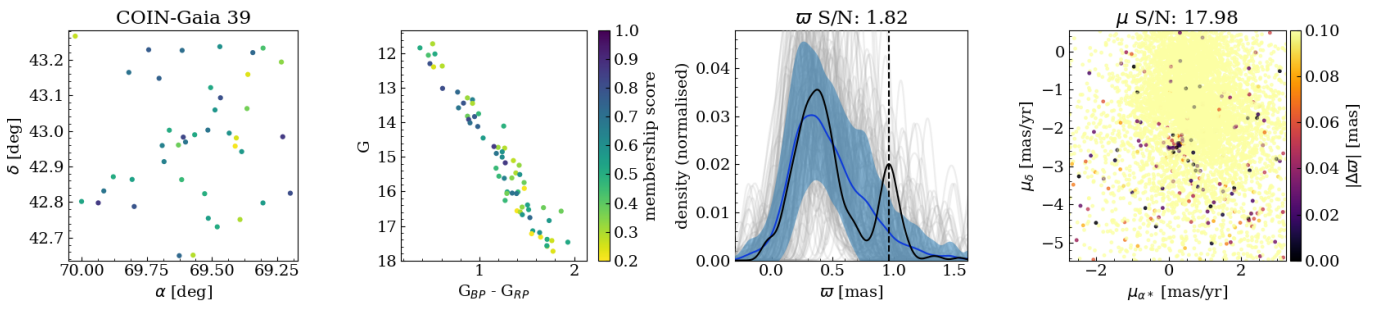 COIN-Gaia 39
ϖ S/N: 1.82
μ S/N: 17.98
43.2
43.1
43.0
42.9
42.8
42.7
δ [deg]
70.00 69.75 69.50 69.25
α [deg]
12
13
14
15
16
17
18
G
1 2
G_BP - G_RP
1.0
0.9
0.8
0.7
0.6
0.5
0.4
0.3
0.2
membership score
0.04
0.03
0.02
0.01
0.00
density (normalised)
0.0 0.5 1.0 1.5
ϖ [mas]
0
−1
−2
−3
−4
−5
μ_δ [mas/yr]
−2 0 2
μ_α* [mas/yr]
0.10
0.08
0.06
0.04
0.02
0.00
|Δϖ| [mas]